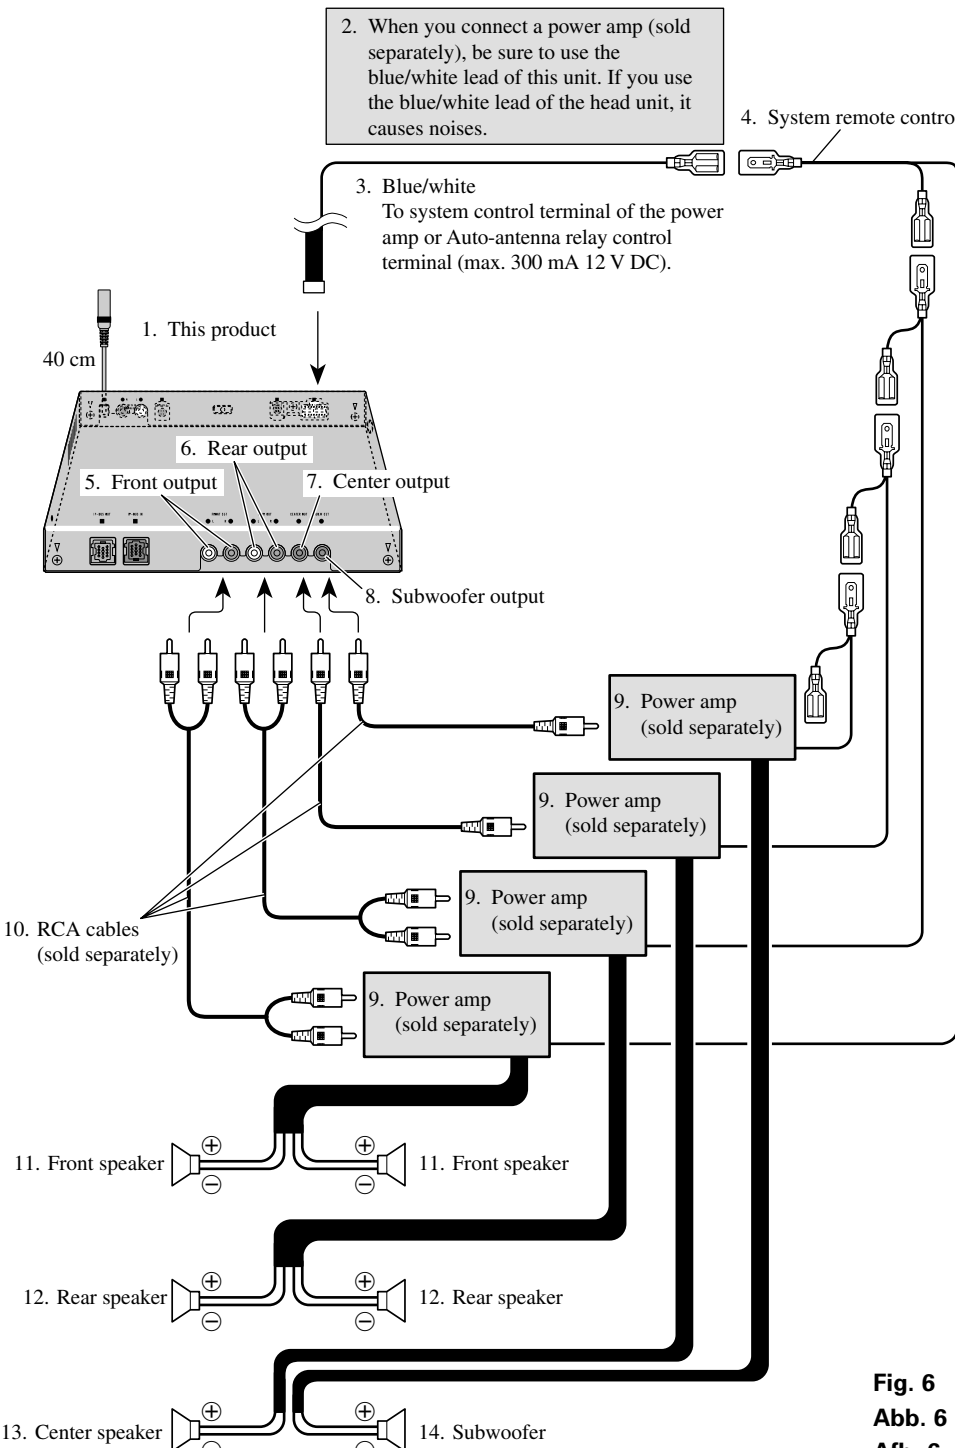 2. When you connect a power amp (sold
separately), be sure to use the
blue/white lead of this unit. If you use
the blue/white lead of the head unit, it
causes noises.
4. System remote contro
3. Blue/white
To system control terminal of the power
amp or Auto-antenna relay control
terminal (max. 300 mA 12 V DC).
1. This product
40 cm
6. Rear output
5. Front output
7. Center output
8. Subwoofer output
9. Power amp
(sold separately)
9. Power amp
(sold separately)
9. Power amp
(sold separately)
10. RCA cables
(sold separately)
9. Power amp
(sold separately)
11. Front speaker
11. Front speaker
12. Rear speaker
12. Rear speaker
13. Center speaker
14. Subwoofer
Fig. 6
Abb. 6